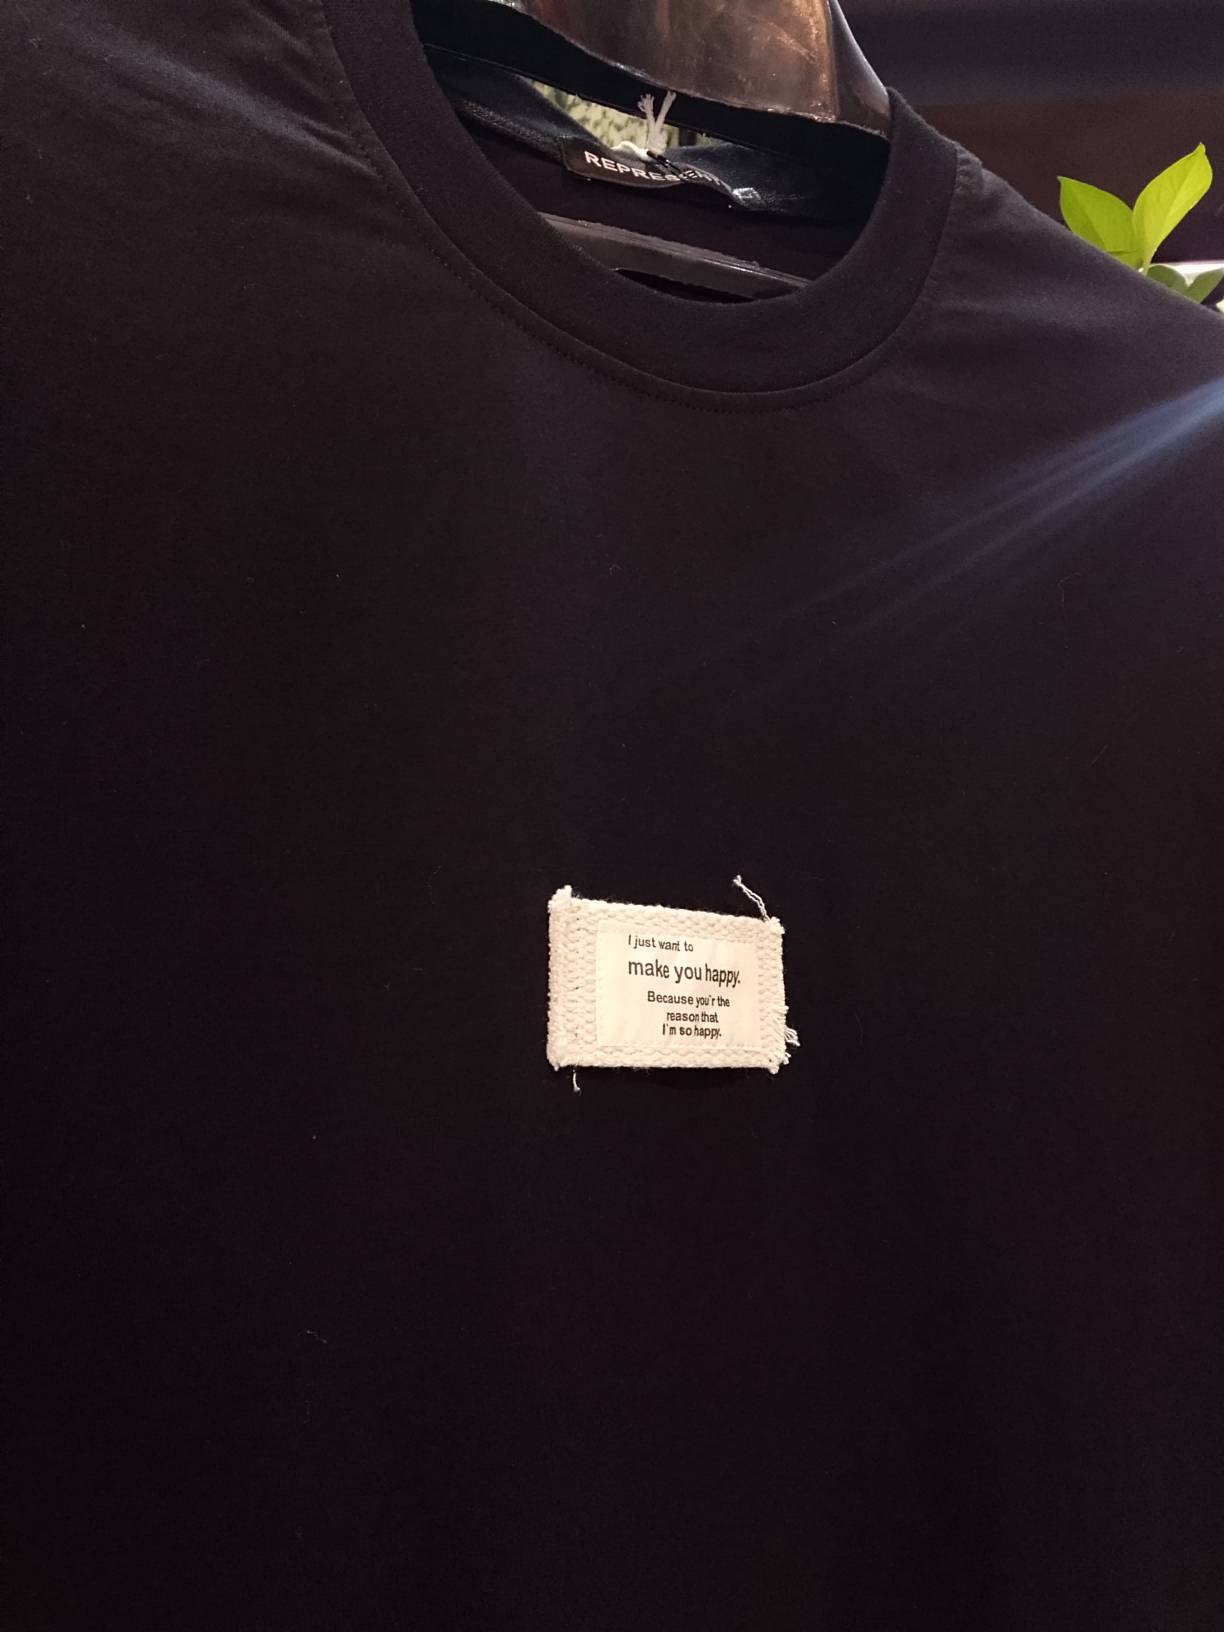 REPRESENT
I just want to
make you happy.
Because you'r the
reason that
I'm so happy.